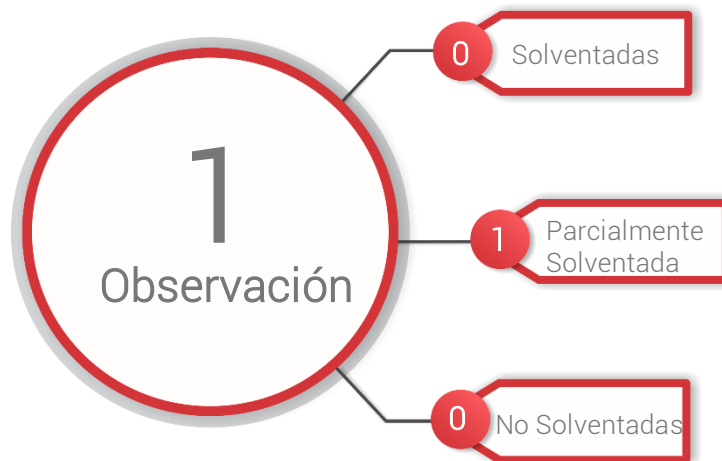 1
Observación
0
Solventadas
1
Parcialmente
Solventada
0
No Solventadas